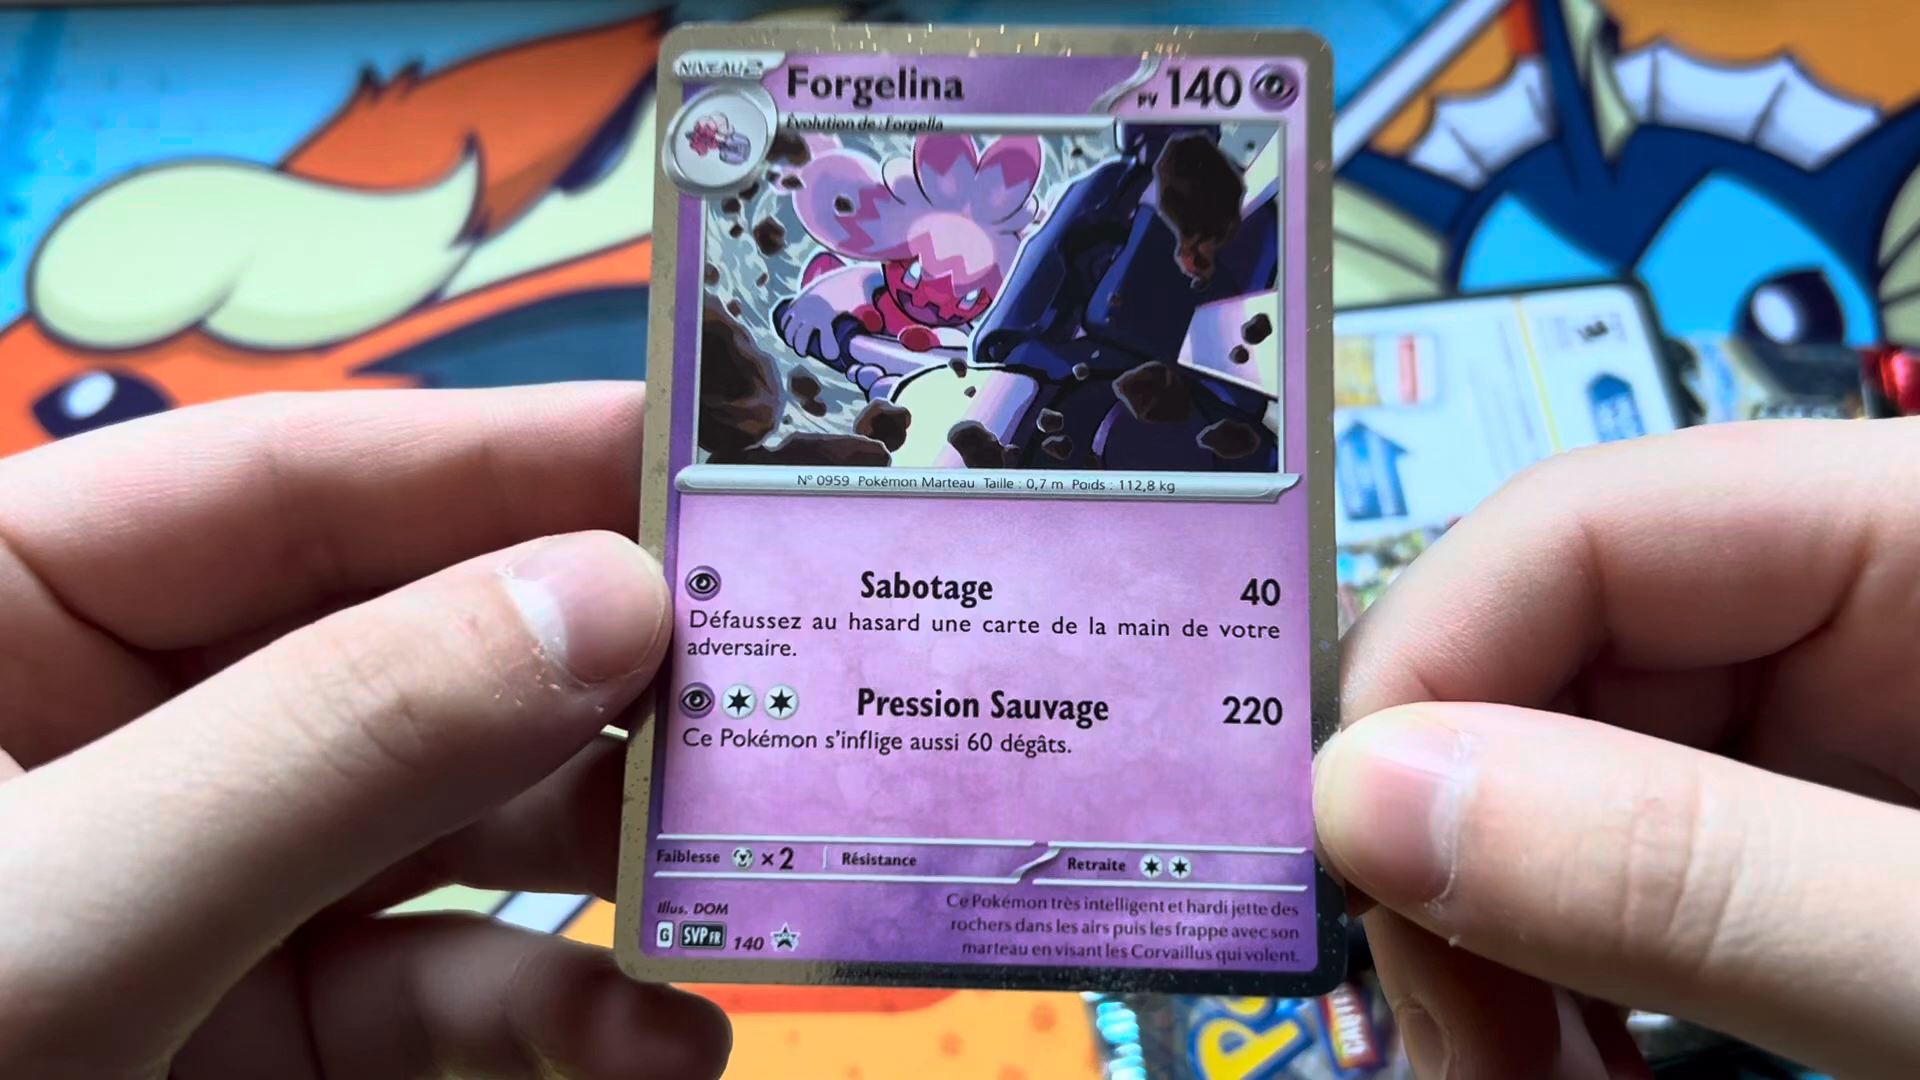 NIVEAU 2
Forgelina
PV 140
Évolution de : Forgella
N° 0959 Pokémon Marteau Taille : 0,7 m Poids : 112,8 kg
Sabotage 40
Défaussez au hasard une carte de la main de votre
adversaire.
Pression Sauvage 220
Ce Pokémon s'inflige aussi 60 dégâts.
Faiblesse ×2 Résistance Retraite
Illus. DOM
G SVP FR 140
Ce Pokémon très intelligent et hardi jette des
rochers dans les airs puis les frappe avec son
marteau en visant les Corvaillus qui volent.